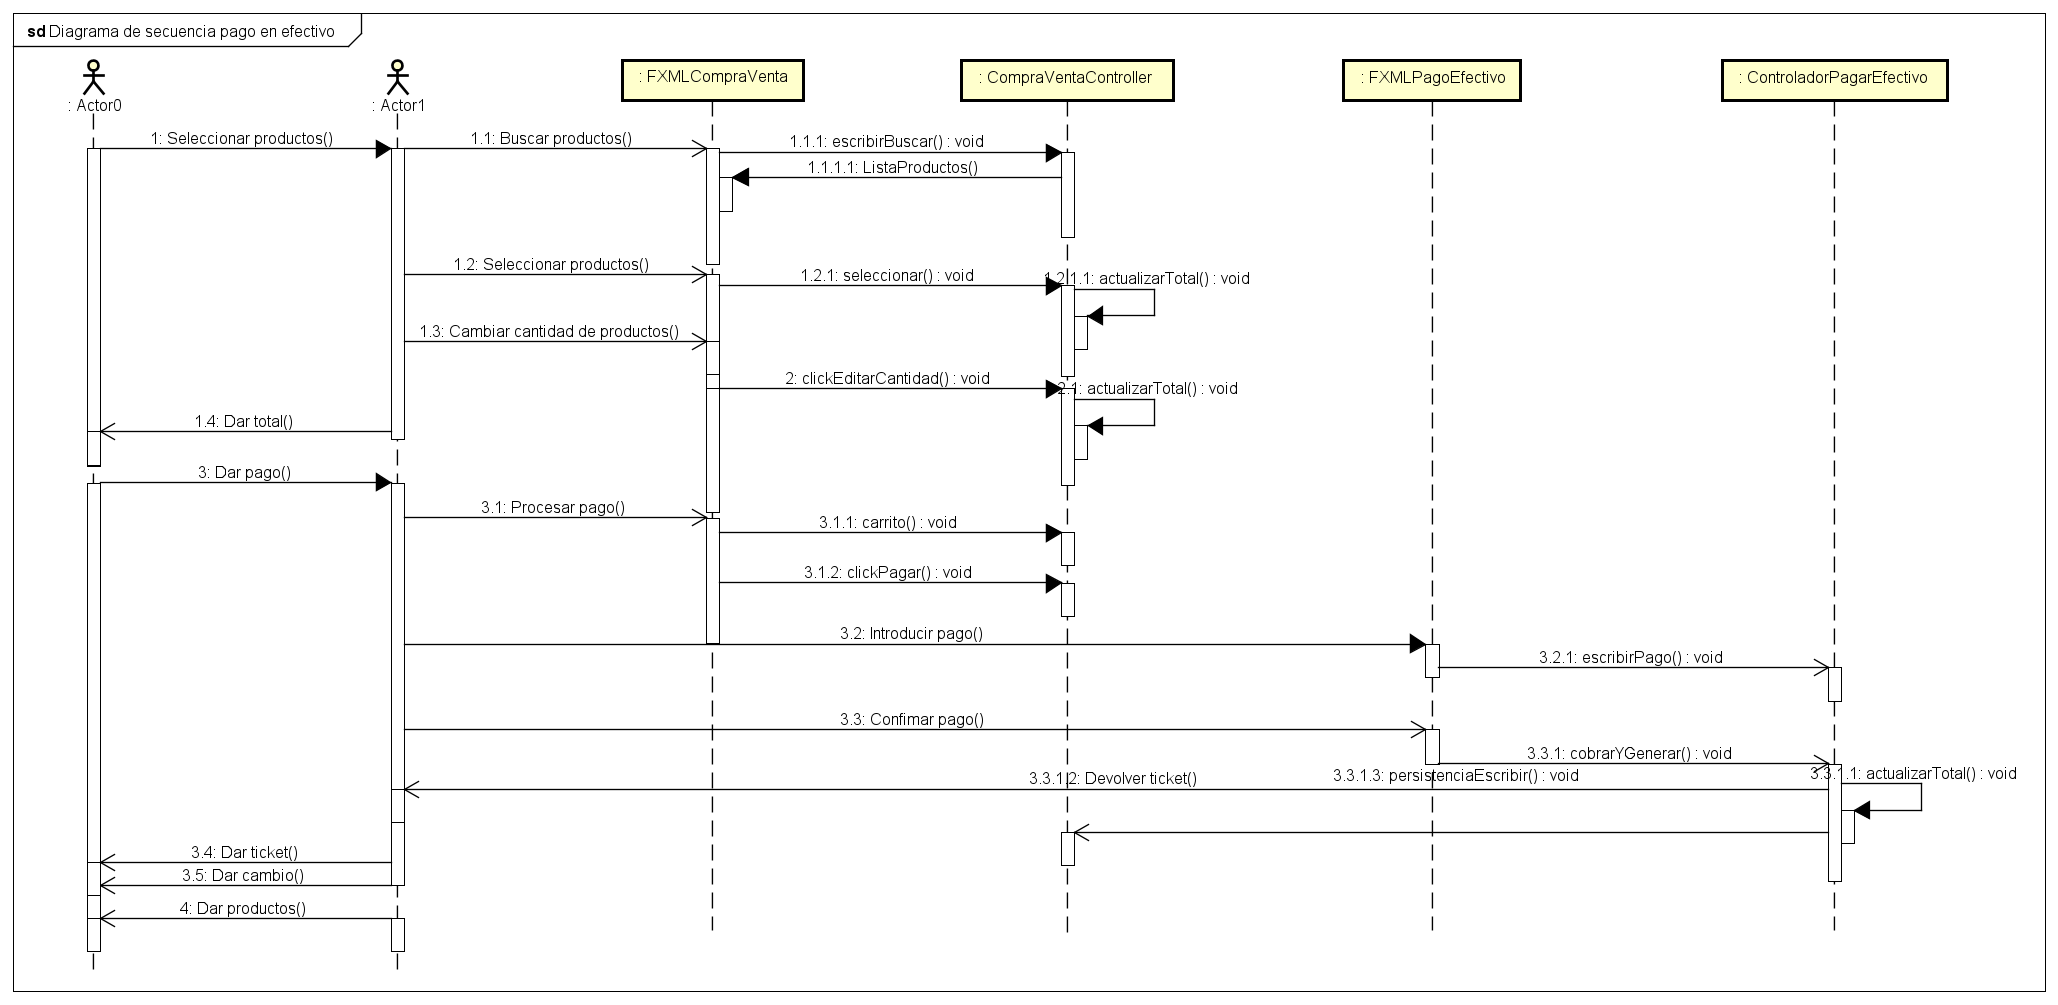 sd Diagrama de secuencia pago en efectivo
: Actor0
: Actor1
: FXMLCompraVenta
: CompraVentaController
: FXMLPagoEfectivo
: ControladorPagarEfectivo
1: Seleccionar productos()
1.1: Buscar productos()
1.1.1: escribirBuscar() : void
1.1.1.1: ListaProductos()
1.2: Seleccionar productos()
1.2.1: seleccionar() : void
1.2.1.1: actualizarTotal() : void
1.3: Cambiar cantidad de productos()
2: clickEditarCantidad() : void
2.1: actualizarTotal() : void
1.4: Dar total()
3: Dar pago()
3.1: Procesar pago()
3.1.1: carrito() : void
3.1.2: clickPagar() : void
3.2: Introducir pago()
3.2.1: escribirPago() : void
3.3: Confimar pago()
3.3.1: cobrarYGenerar() : void
3.3.1.2: Devolver ticket()
3.3.1.3: persistenciaEscribir() : void
3.3.1.1: actualizarTotal() : void
3.4: Dar ticket()
3.5: Dar cambio()
4: Dar productos()